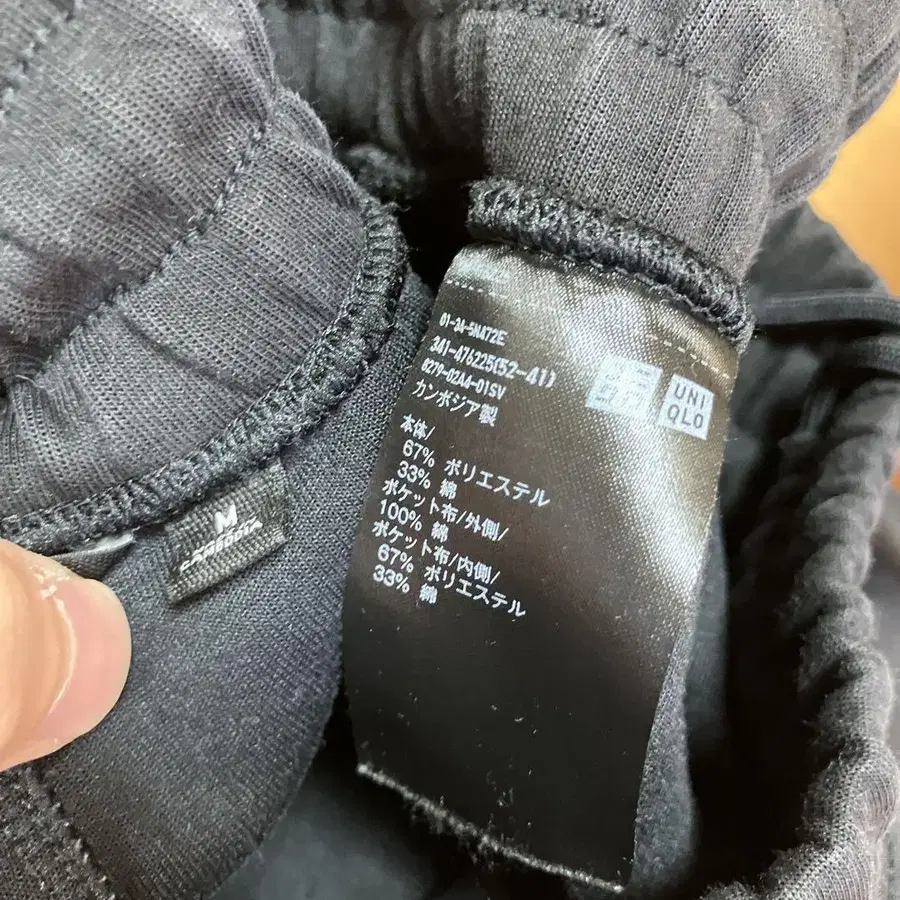 01-34-5NA72E
341-476225(52-41)
0279-02A4-01SV
カンボジア製
本体/
67% ポリエステル
33% 綿
ポケット布/外側/
100% 綿
ポケット布/内側/
67% ポリエステル
33% 綿
UNI
QLO
M